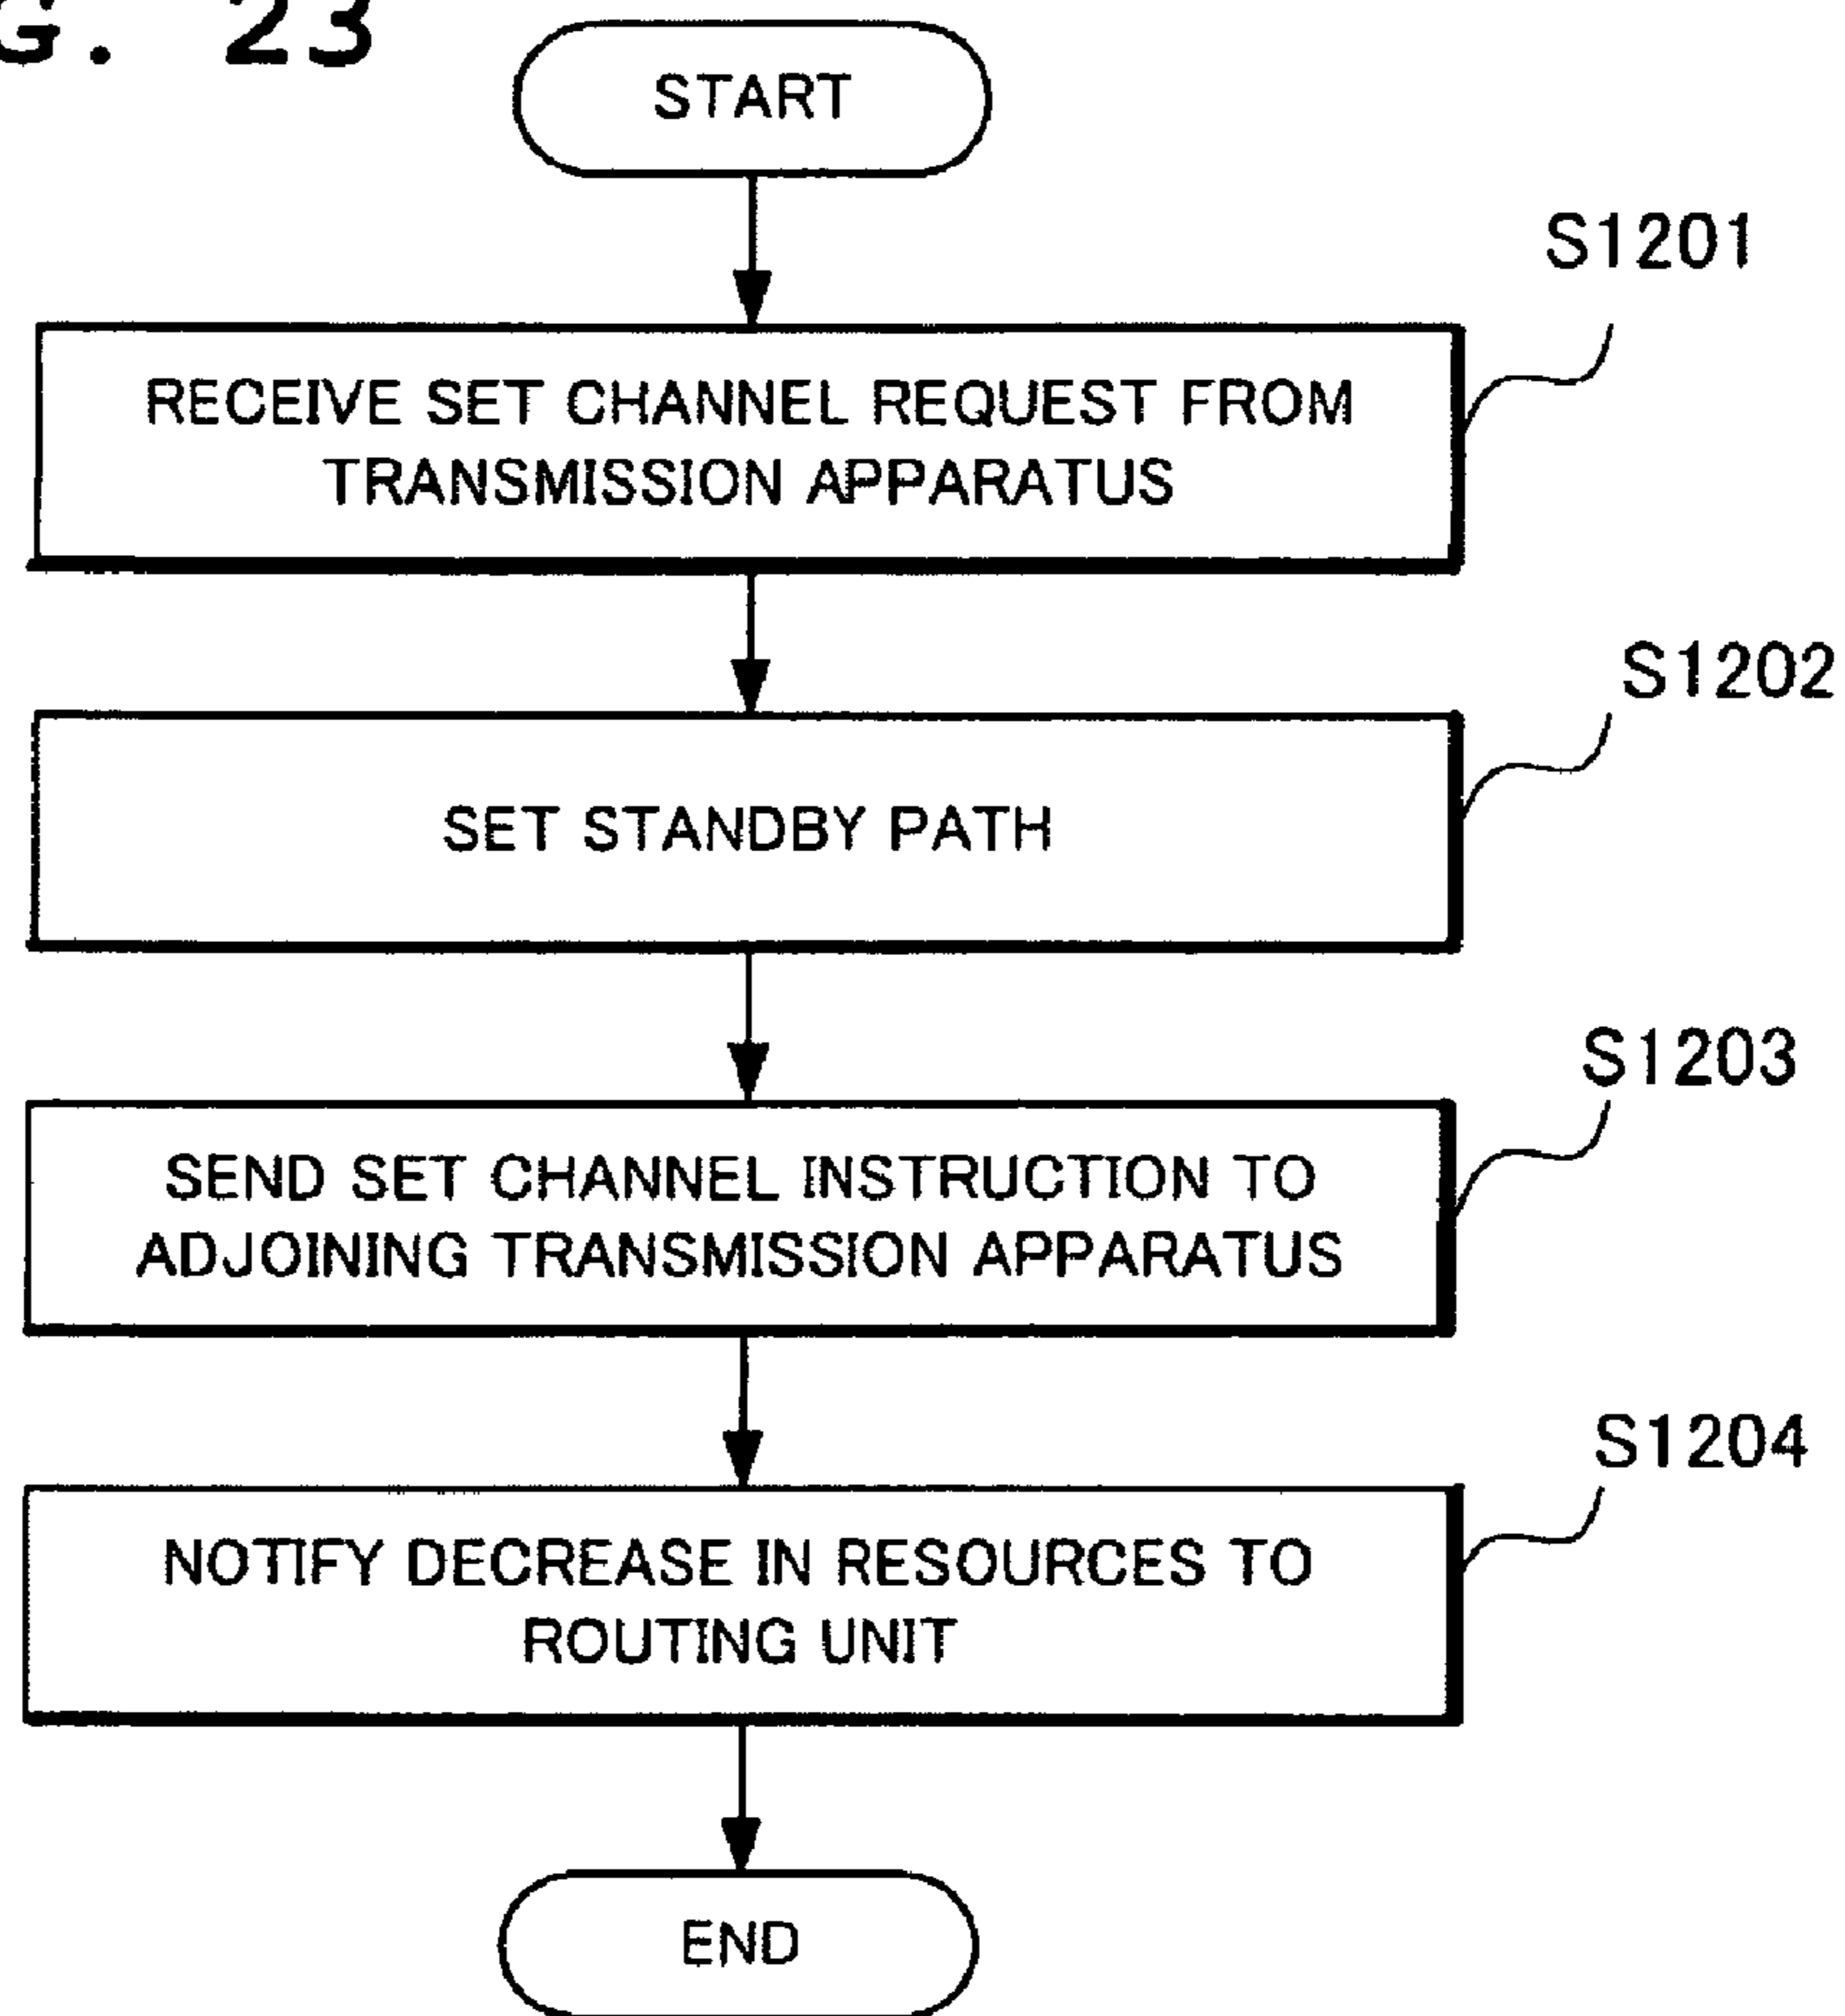 G. 23
START
S1201
RECEIVE SET CHANNEL REQUEST FROM
TRANSMISSION APPARATUS
S1202
SET STANDBY PATH
S1203
SEND SET CHANNEL INSTRUCTION TO
ADJOINING TRANSMISSION APPARATUS
S1204
NOTIFY DECREASE IN RESOURCES TO
ROUTING UNIT
END